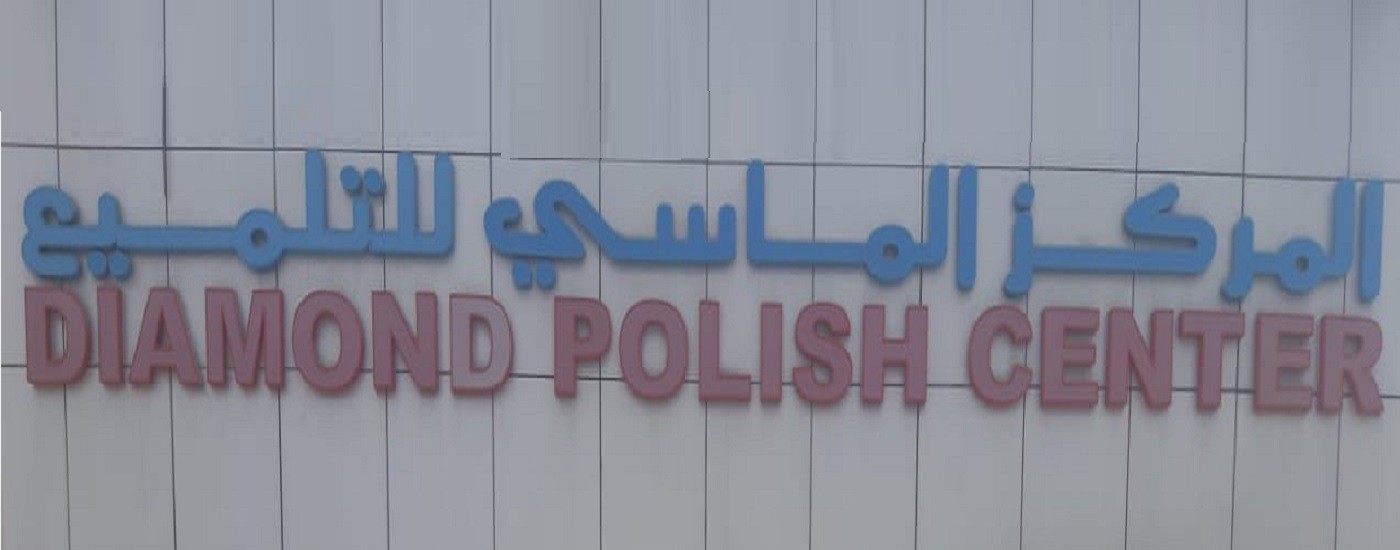 المركز الماسي للتلميع
DIAMOND POLISH CENTER